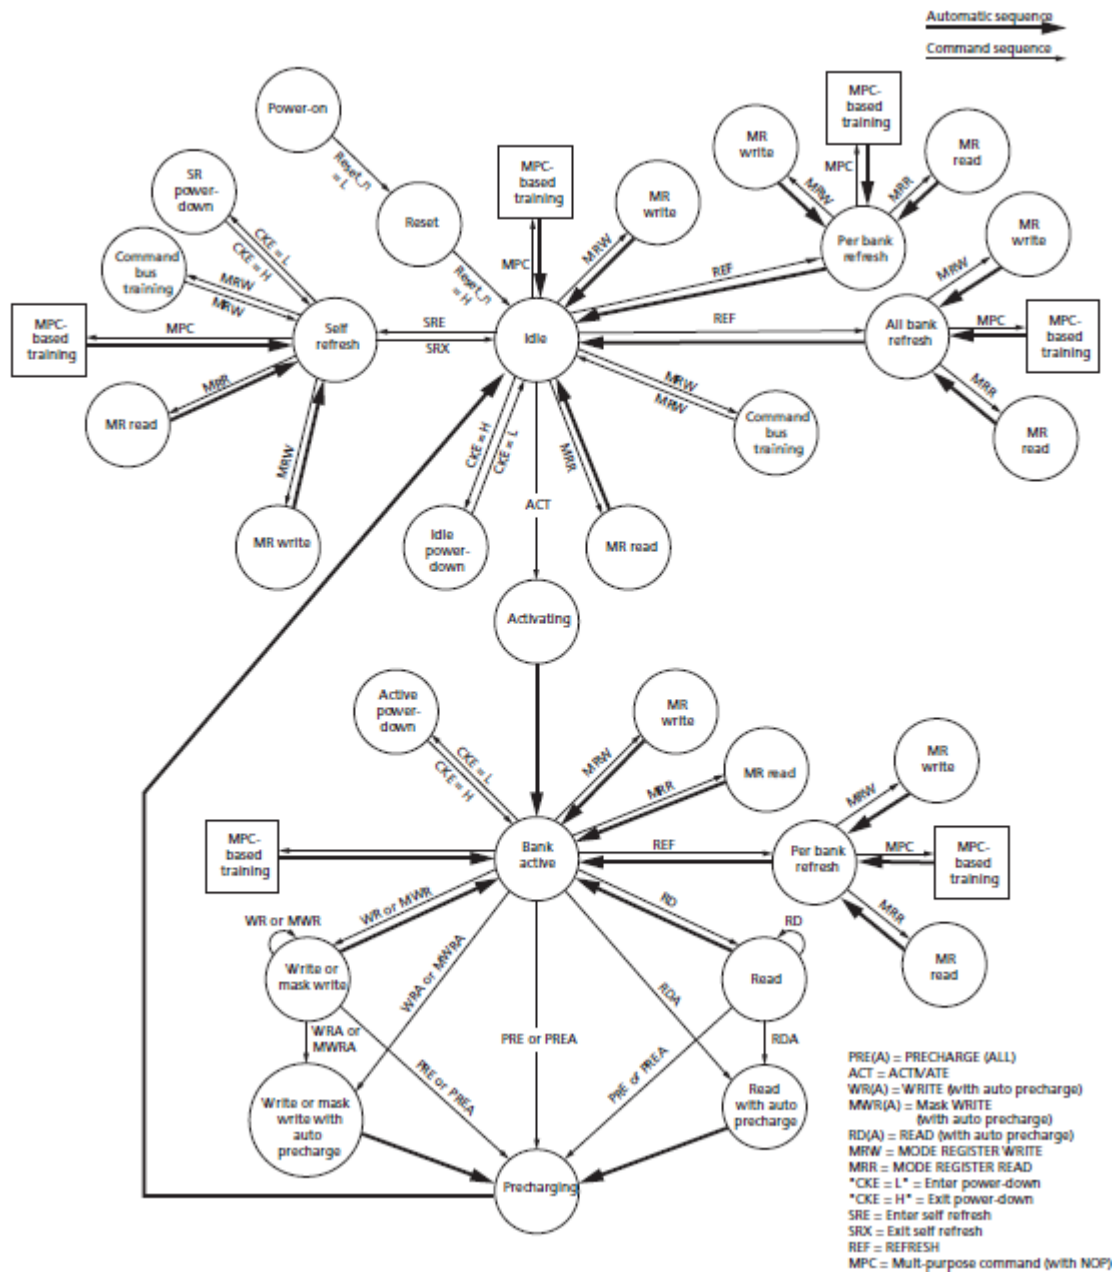 Automatic sequence
Command sequence
Power-on
Reset_n
= L
SR
power-
down
Reset
MPC-
based
training
MR
write
MR
write
MPC-
based
training
MR
read
MPC
MRW
MRR
Per bank
refresh
MR
write
CKE = L
CKE = H
Command
bus
training
MRW
MRW
Reset_n
= H
MPC
MRW
REF
MRW
MPC-
based
training
MPC
Self
refresh
SRE
SRX
Idle
REF
All bank
refresh
MPC
MPC-
based
training
MRR
MR read
MRW
MRW
Command
bus
training
MRR
MR
read
MRW
CKE = H
CKE = L
MRR
ACT
MR write
Idle
power-
down
MR read
Activating
Active
power-
down
MR
write
CKE = L
CKE = H
MRW
MR read
MRR
MR
write
MRW
MPC-
based
training
Bank
active
REF
Per bank
refresh
MPC
MPC-
based
training
WR or MWR
WR or MWR
RD
RD
MRR
MR
read
Write or
mask write
WRA or MWRA
RDA
Read
WRA or
MWRA
PRE or PREA
PRE or PREA
PRE or PREA
RDA
Write or mask
write with
auto
precharge
Read
with auto
precharge
Precharging
PRE(A) = PRECHARGE (ALL)
ACT = ACTIVATE
WR(A) = WRITE (with auto precharge)
MWR(A) = Mask WRITE
(with auto precharge)
RD(A) = READ (with auto precharge)
MRW = MODE REGISTER WRITE
MRR = MODE REGISTER READ
"CKE = L" = Enter power-down
"CKE = H" = Exit power-down
SRE = Enter self refresh
SRX = Exit self refresh
REF = REFRESH
MPC = Mult-purpose command (with NOP)